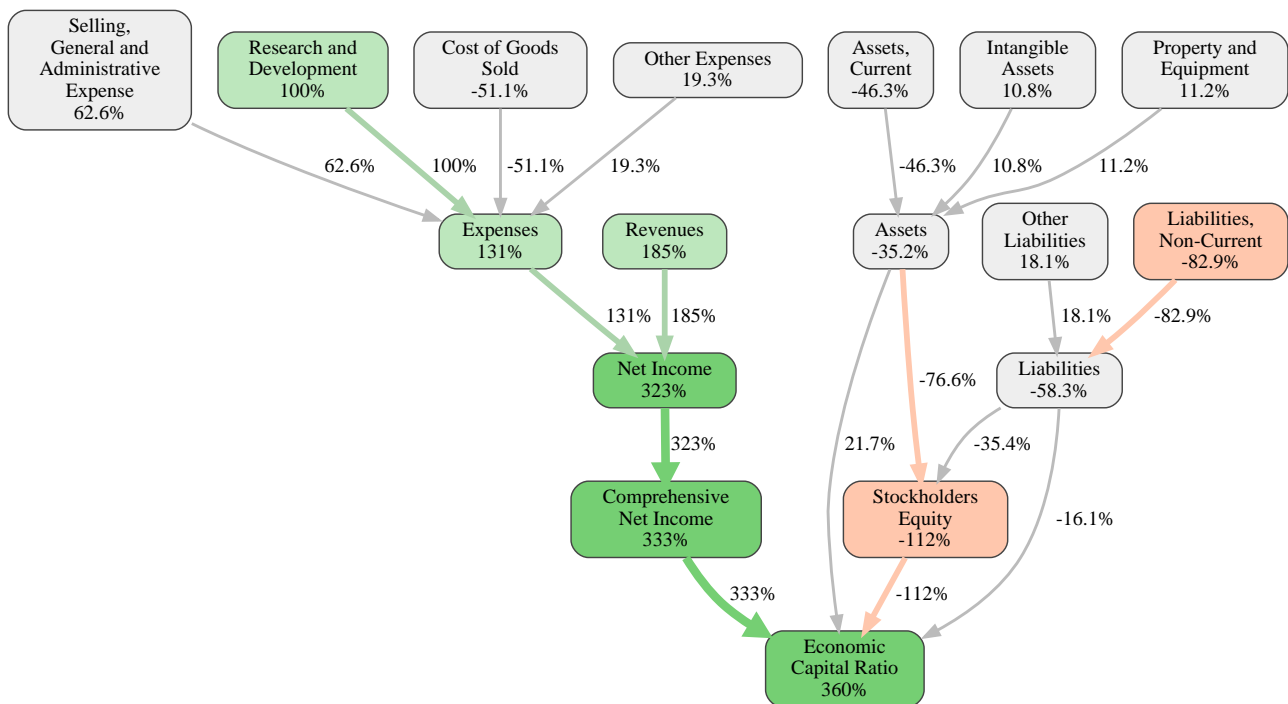 Selling,
General and
Administrative
Expense
62.6%
Research and
Development
100%
Cost of Goods
Sold
-51.1%
Other Expenses
19.3%
Assets,
Current
-46.3%
Intangible
Assets
10.8%
Property and
Equipment
11.2%
62.6%
100%
-51.1%
19.3%
-46.3%
10.8%
11.2%
Expenses
131%
Revenues
185%
Assets
-35.2%
Other
Liabilities
18.1%
Liabilities,
Non-Current
-82.9%
131%
185%
18.1%
-82.9%
Net Income
323%
-76.6%
Liabilities
-58.3%
323%
21.7%
-35.4%
Comprehensive
Net Income
333%
Stockholders
Equity
-112%
-16.1%
333%
-112%
Economic
Capital Ratio
360%